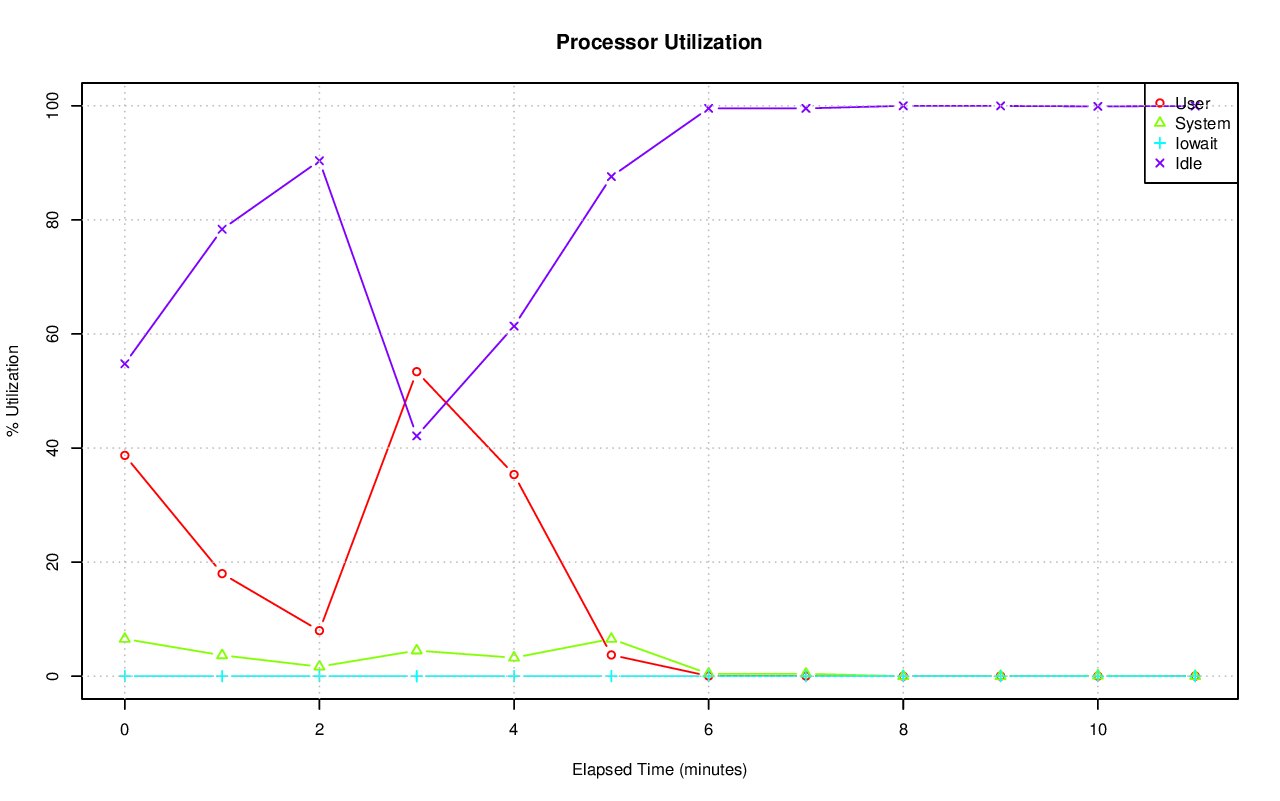 Processor Utilization
100
80
60
40
20
0
% Utilization
User
System
Iowait
Idle
0 2 4 6 8 10
Elapsed Time (minutes)